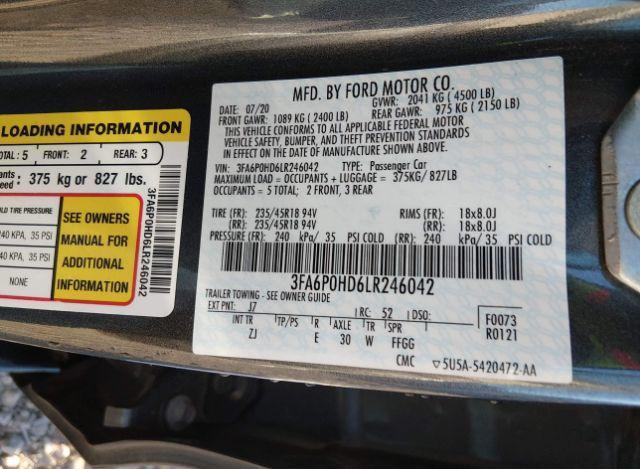 LOADING INFORMATION
TOTAL: 5 FRONT: 2 REAR: 3
375 kg or 827 lbs.
TIRE PRESSURE
240 KPA, 35 PSI
240 KPA, 35 PSI
NONE
SEE OWNERS
MANUAL FOR
ADDITIONAL
INFORMATION
3FA6P0HD6LR246042
MFD. BY FORD MOTOR CO.
DATE: 07/20 GVWR: 2041 KG (4500 LB)
FRONT GAWR: 1089 KG (2400 LB) REAR GAWR: 975 KG (2150 LB)
THIS VEHICLE CONFORMS TO ALL APPLICABLE FEDERAL MOTOR
VEHICLE SAFETY, BUMPER, AND THEFT PREVENTION STANDARDS
IN EFFECT ON THE DATE OF MANUFACTURE SHOWN ABOVE.
VIN: 3FA6P0HD6LR246042 TYPE: Passenger Car
MAXIMUM LOAD = OCCUPANTS + LUGGAGE = 375KG/827LB
OCCUPANTS = 5 TOTAL; 2 FRONT, 3 REAR
TIRE (FR): 235/45R18 94V RIMS (FR): 18x8.0J
(RR): 235/45R18 94V (RR): 18x8.0J
PRESSURE (FR): 240 kPa/ 35 PSI COLD (RR): 240 kPa/ 35 PSI COLD
3FA6P0HD6LR246042
TRAILER TOWING - SEE OWNER GUIDE
EXT PNT: J7 RC: 52 DSO: F0073
INT TR TP/PS R AXLE TR SPR R0121
ZJ E 30 W FFGG
CMC 5U5A-5420472-AA